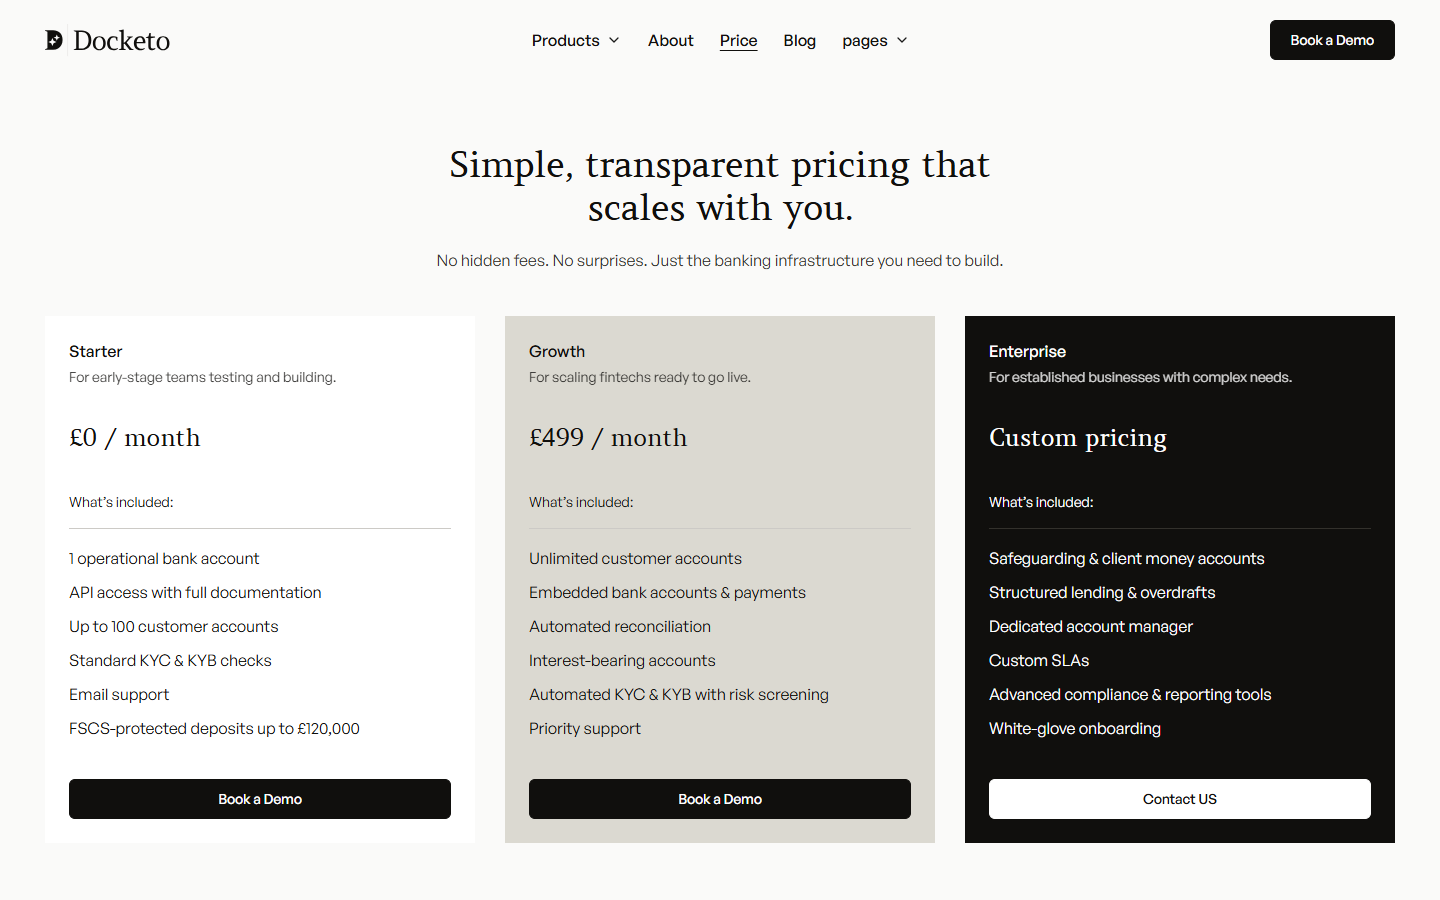 Docketo
Products
About
Price
Blog
pages
Book a Demo
Simple, transparent pricing that
scales with you.
No hidden fees. No surprises. Just the banking infrastructure you need to build.
Starter
For early-stage teams testing and building.
£0 / month
What's included:
1 operational bank account
API access with full documentation
Up to 100 customer accounts
Standard KYC & KYB checks
Email support
FSCS-protected deposits up to £120,000
Book a Demo
Growth
For scaling fintechs ready to go live.
£499 / month
What's included:
Unlimited customer accounts
Embedded bank accounts & payments
Automated reconciliation
Interest-bearing accounts
Automated KYC & KYB with risk screening
Priority support
Book a Demo
Enterprise
For established businesses with complex needs.
Custom pricing
What's included:
Safeguarding & client money accounts
Structured lending & overdrafts
Dedicated account manager
Custom SLAs
Advanced compliance & reporting tools
White-glove onboarding
Contact US